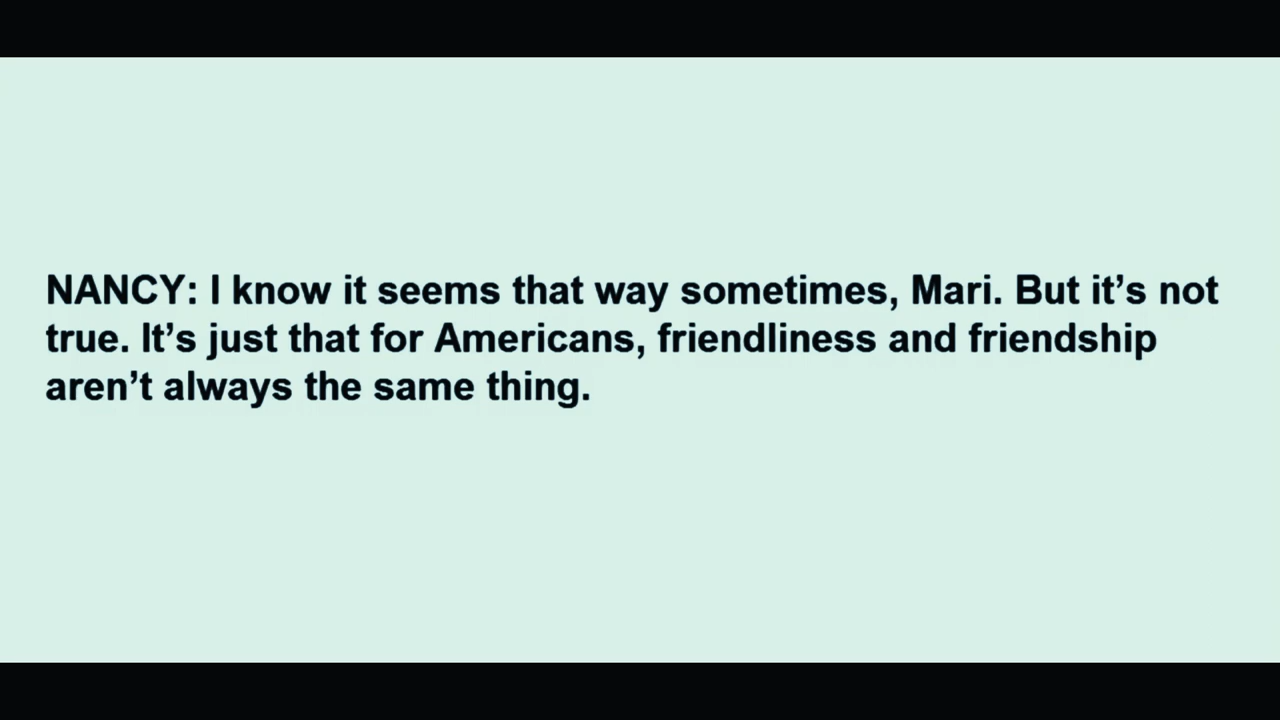 NANCY: I know it seems that way sometimes, Mari. But it’s not
true. It’s just that for Americans, friendliness and friendship
aren’t always the same thing.